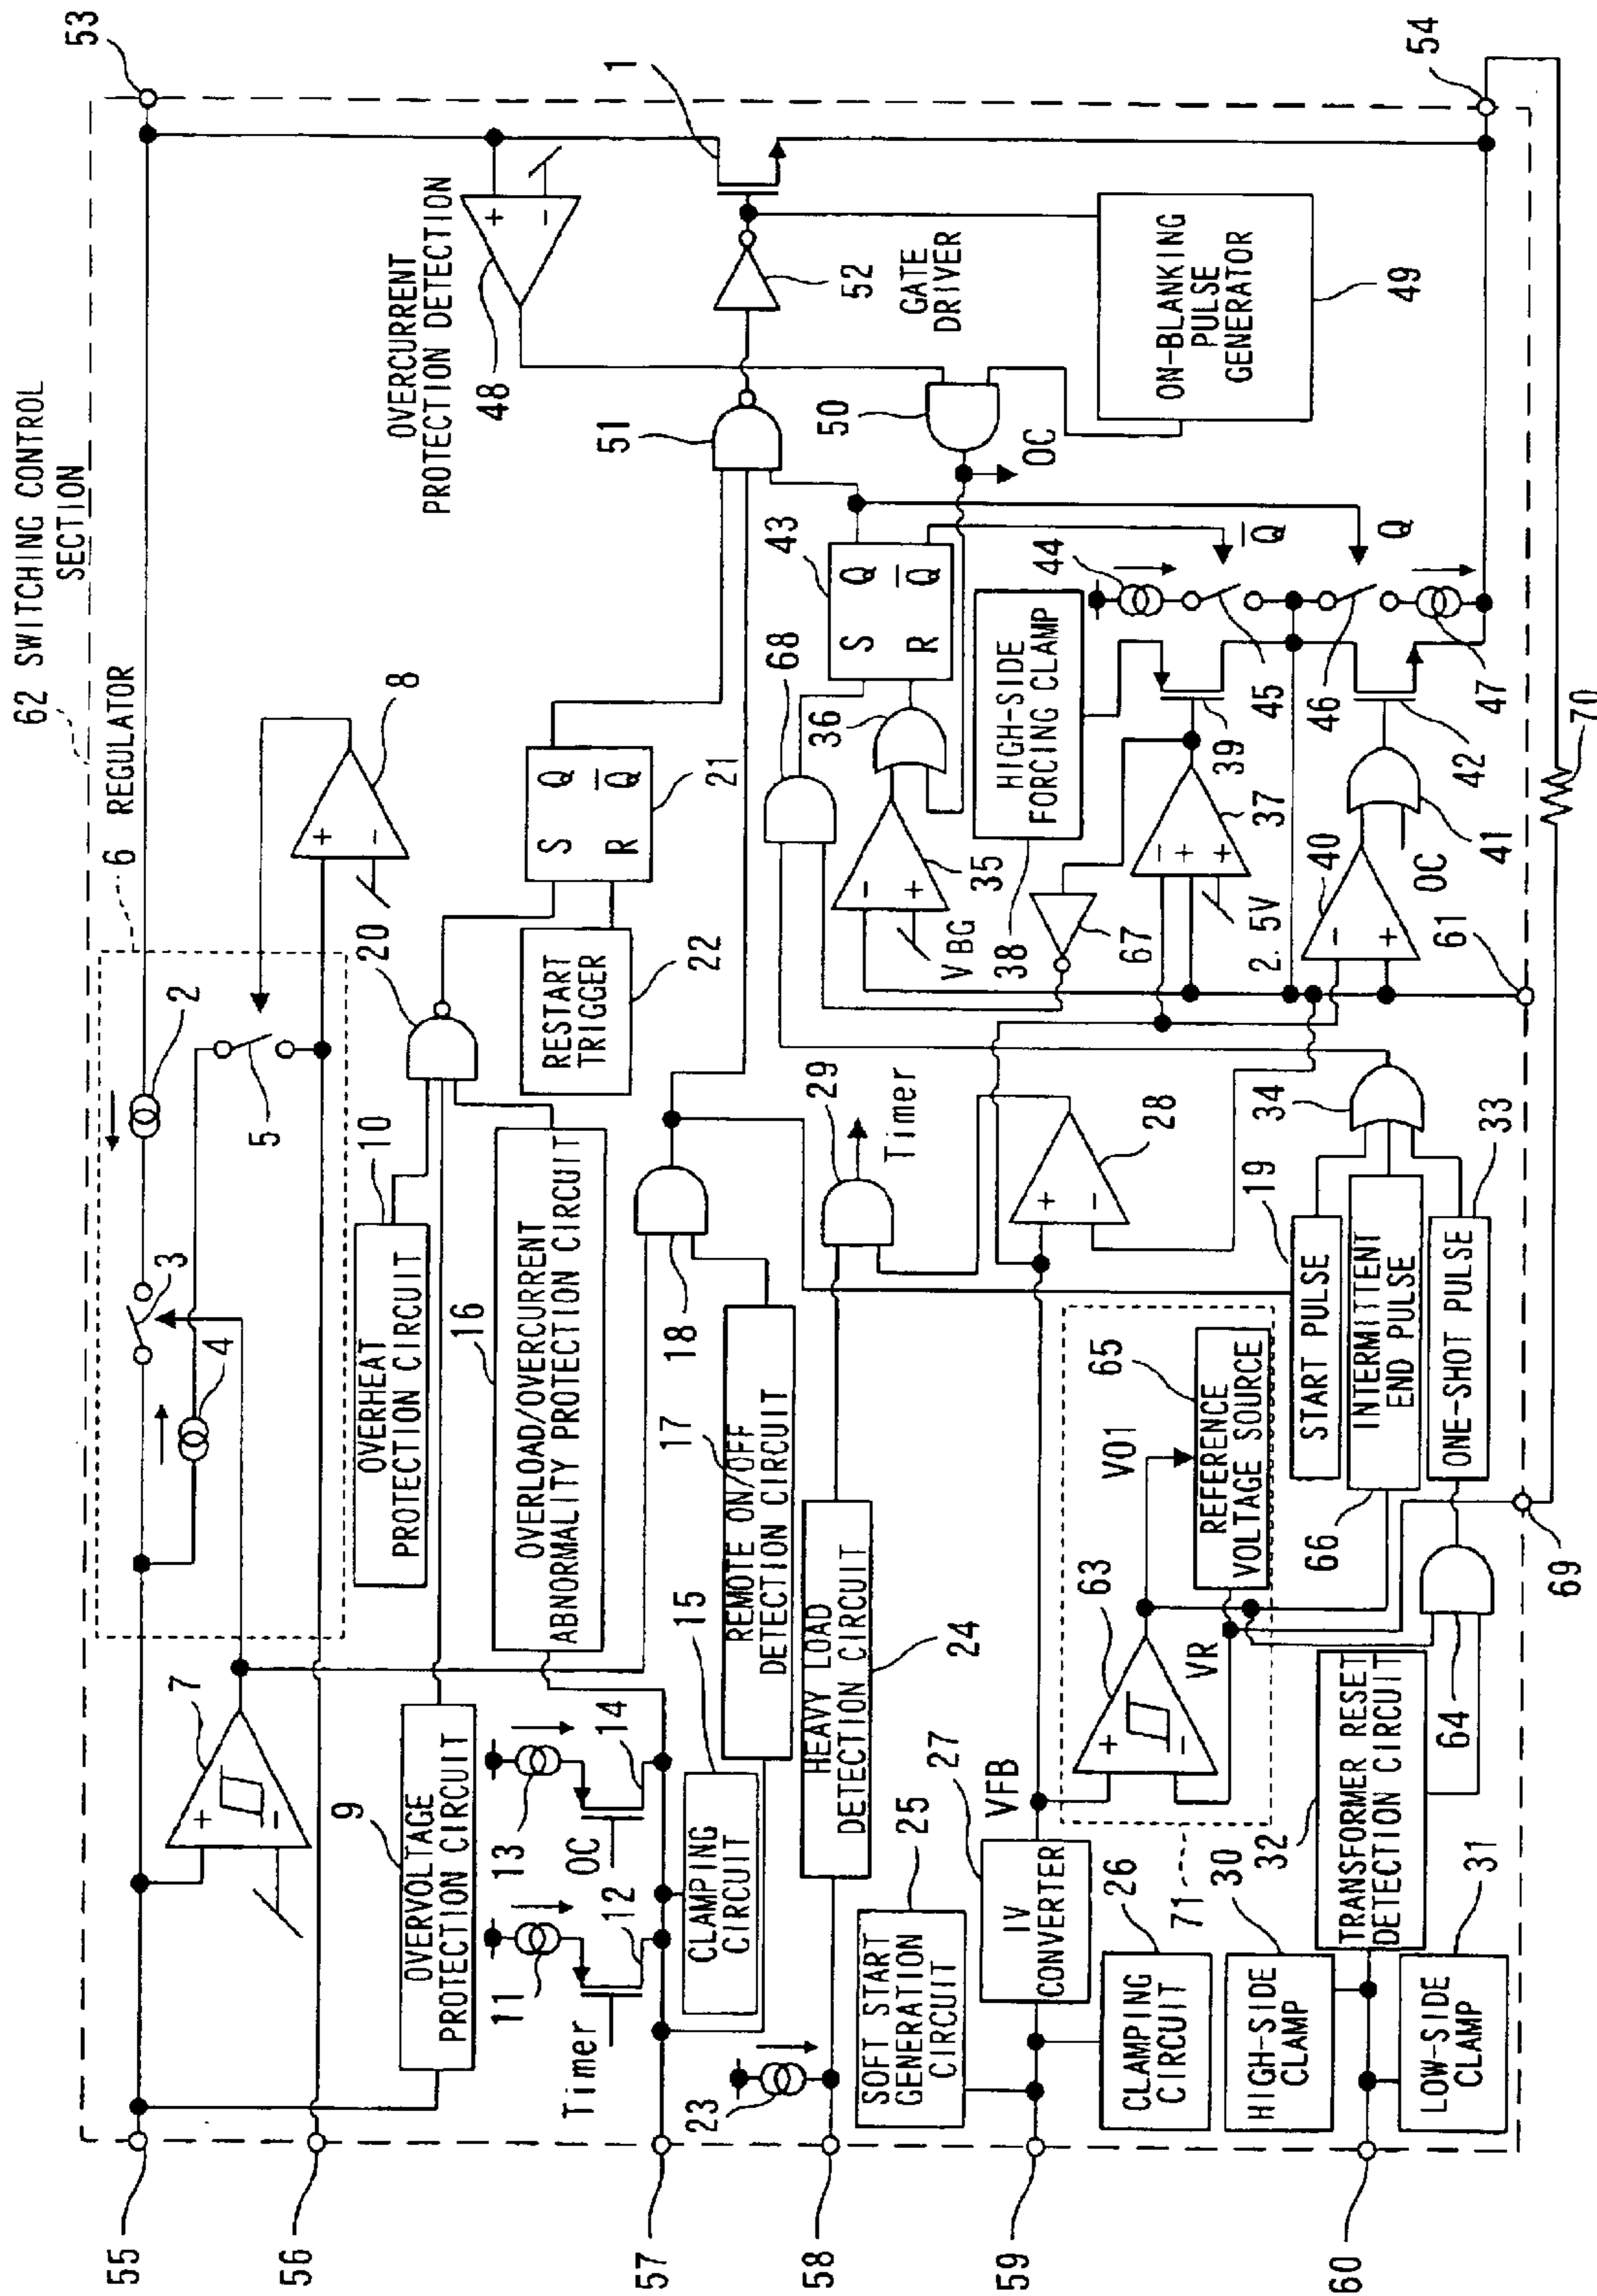 62 SWITCHING CONTROL
SECTION
6 REGULATOR
53
2
3
4
5
7
+
−
8
+
−
55
56
9
OVERVOLTAGE
PROTECTION CIRCUIT
10
OVERHEAT
PROTECTION CIRCUIT
20
16
OVERLOAD/OVERCURRENT
ABNORMALITY PROTECTION CIRCUIT
21
S Q
R Q
22
RESTART
TRIGGER
OVERCURRENT
PROTECTION DETECTION
48
+
−
1
51
52
GATE
DRIVER
11
12
13
14
OC
Timer
57
15
CLAMPING
CIRCUIT
17
REMOTE ON/OFF
DETECTION CIRCUIT
18
23
58
HEAVY LOAD
DETECTION CIRCUIT
24
29
Timer
28
+
−
50
OC
ON-BLANKING
PULSE
GENERATOR
49
43
S Q
R Q
68
36
35
−
+
VBG
HIGH-SIDE
FORCING CLAMP
38
67
37
−
+
+
2. 5V
39
44
45
Q
46
Q
47
40
−
+
41
OC
42
61
54
70
25
SOFT START
GENERATION
CIRCUIT
59
27
IV
CONVERTER
VFB
26
CLAMPING
CIRCUIT
71
63
+
−
V01
VR
65
REFERENCE
VOLTAGE SOURCE
19
START PULSE
INTERMITTENT
END PULSE
66
ONE-SHOT PULSE
33
34
64
69
30
HIGH-SIDE
CLAMP
32
TRANSFORMER RESET
DETECTION CIRCUIT
31
LOW-SIDE
CLAMP
60